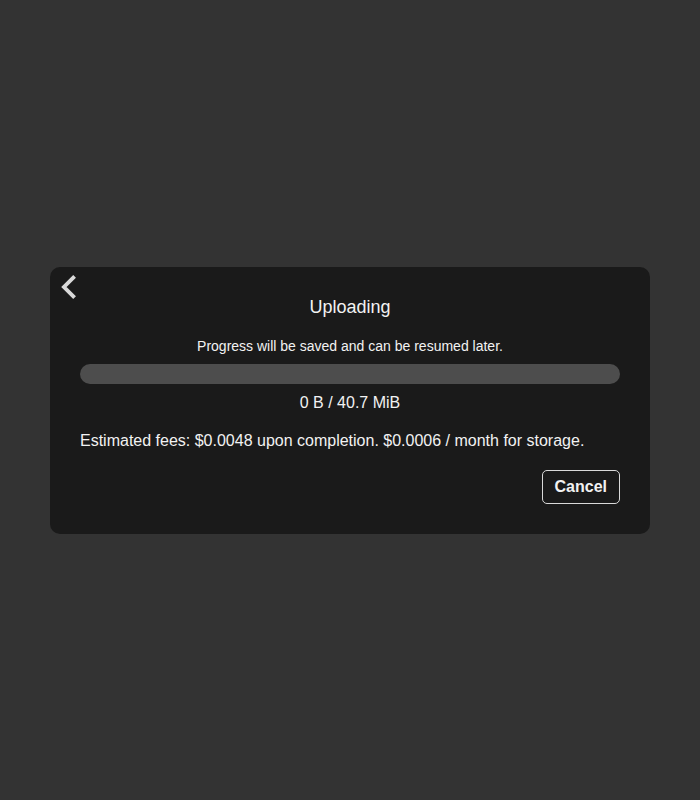 Uploading
Progress will be saved and can be resumed later.
0 B / 40.7 MiB
Estimated fees: $0.0048 upon completion. $0.0006 / month for storage.
Cancel